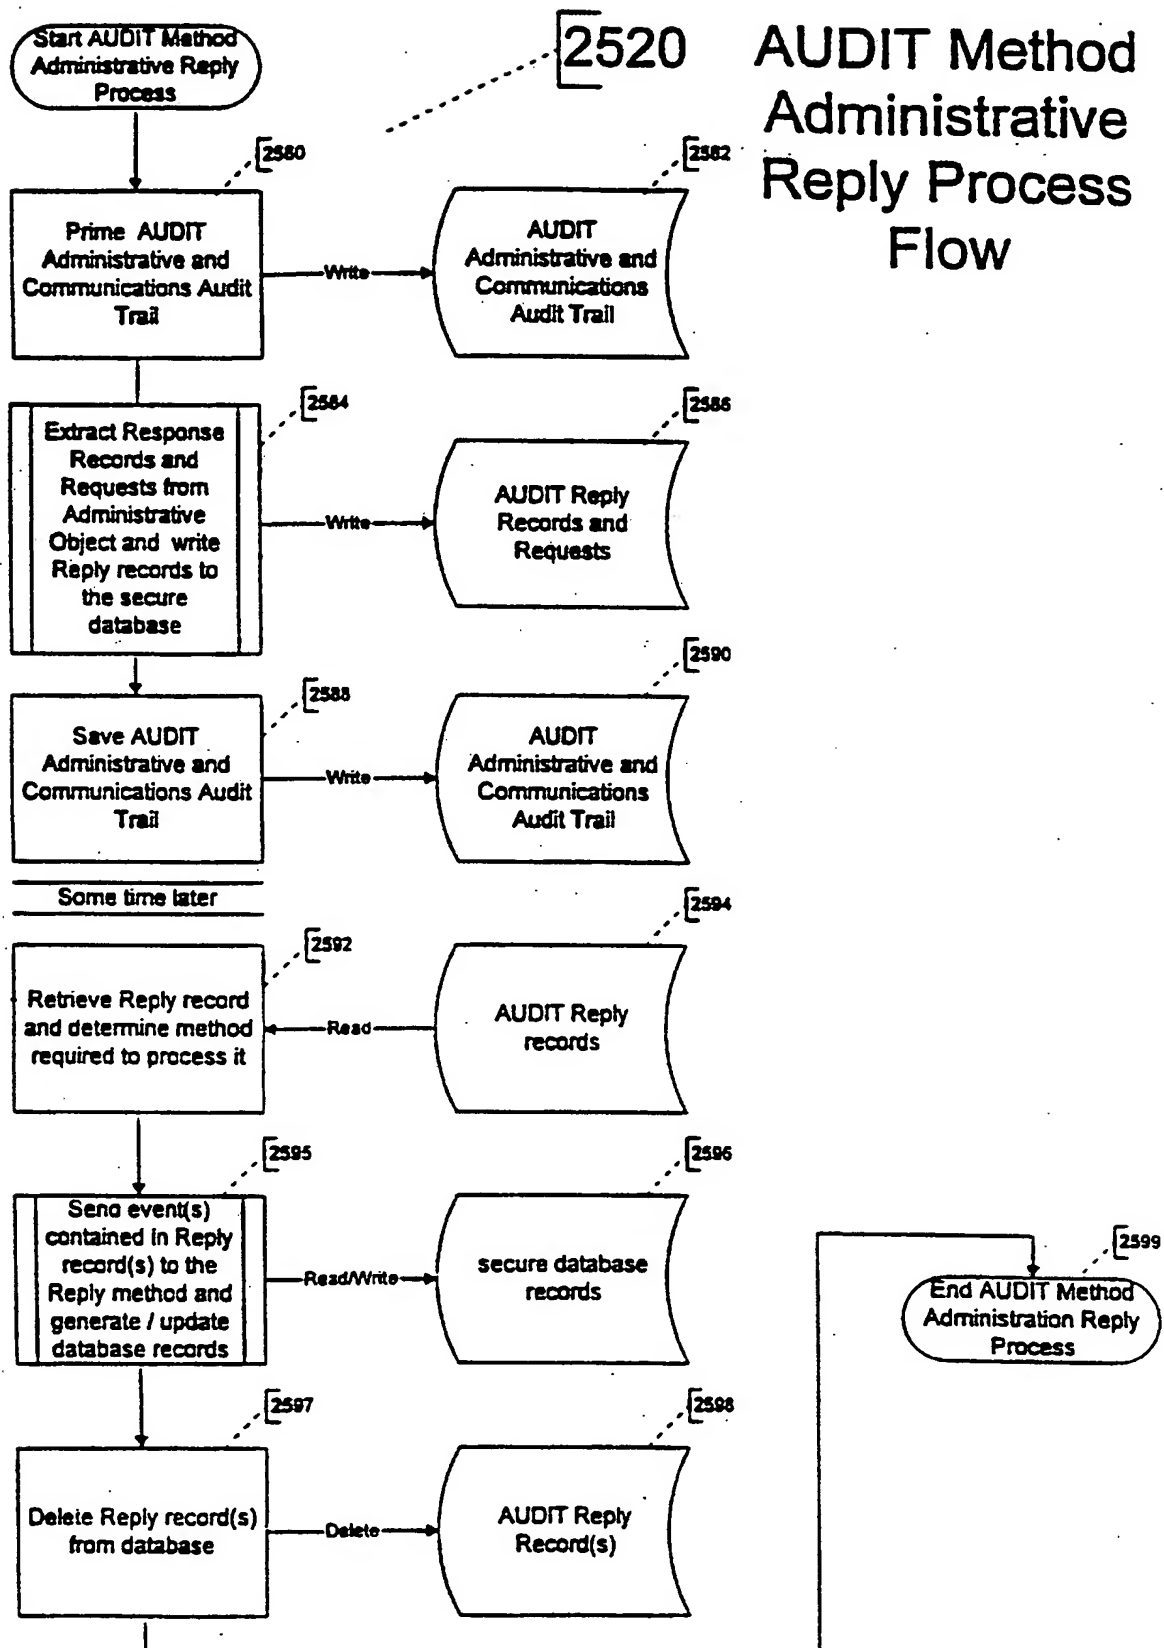 Start AUDIT Method
Administrative Reply
Process
2520
AUDIT Method
Administrative
Reply Process
Flow
2580
Prime AUDIT
Administrative and
Communications Audit
Trail
Write
2582
AUDIT
Administrative and
Communications
Audit Trail
2584
Extract Response
Records and
Requests from
Administrative
Object and write
Reply records to
the secure
database
Write
2586
AUDIT Reply
Records and
Requests
2588
Save AUDIT
Administrative and
Communications Audit
Trail
Write
2590
AUDIT
Administrative and
Communications
Audit Trail
Some time later
2592
Retrieve Reply record
and determine method
required to process it
Read
2594
AUDIT Reply
records
2595
Send event(s)
contained in Reply
record(s) to the
Reply method and
generate / update
database records
Read/Write
2596
secure database
records
2597
Delete Reply record(s)
from database
Delete
2598
AUDIT Reply
Record(s)
2599
End AUDIT Method
Administration Reply
Process